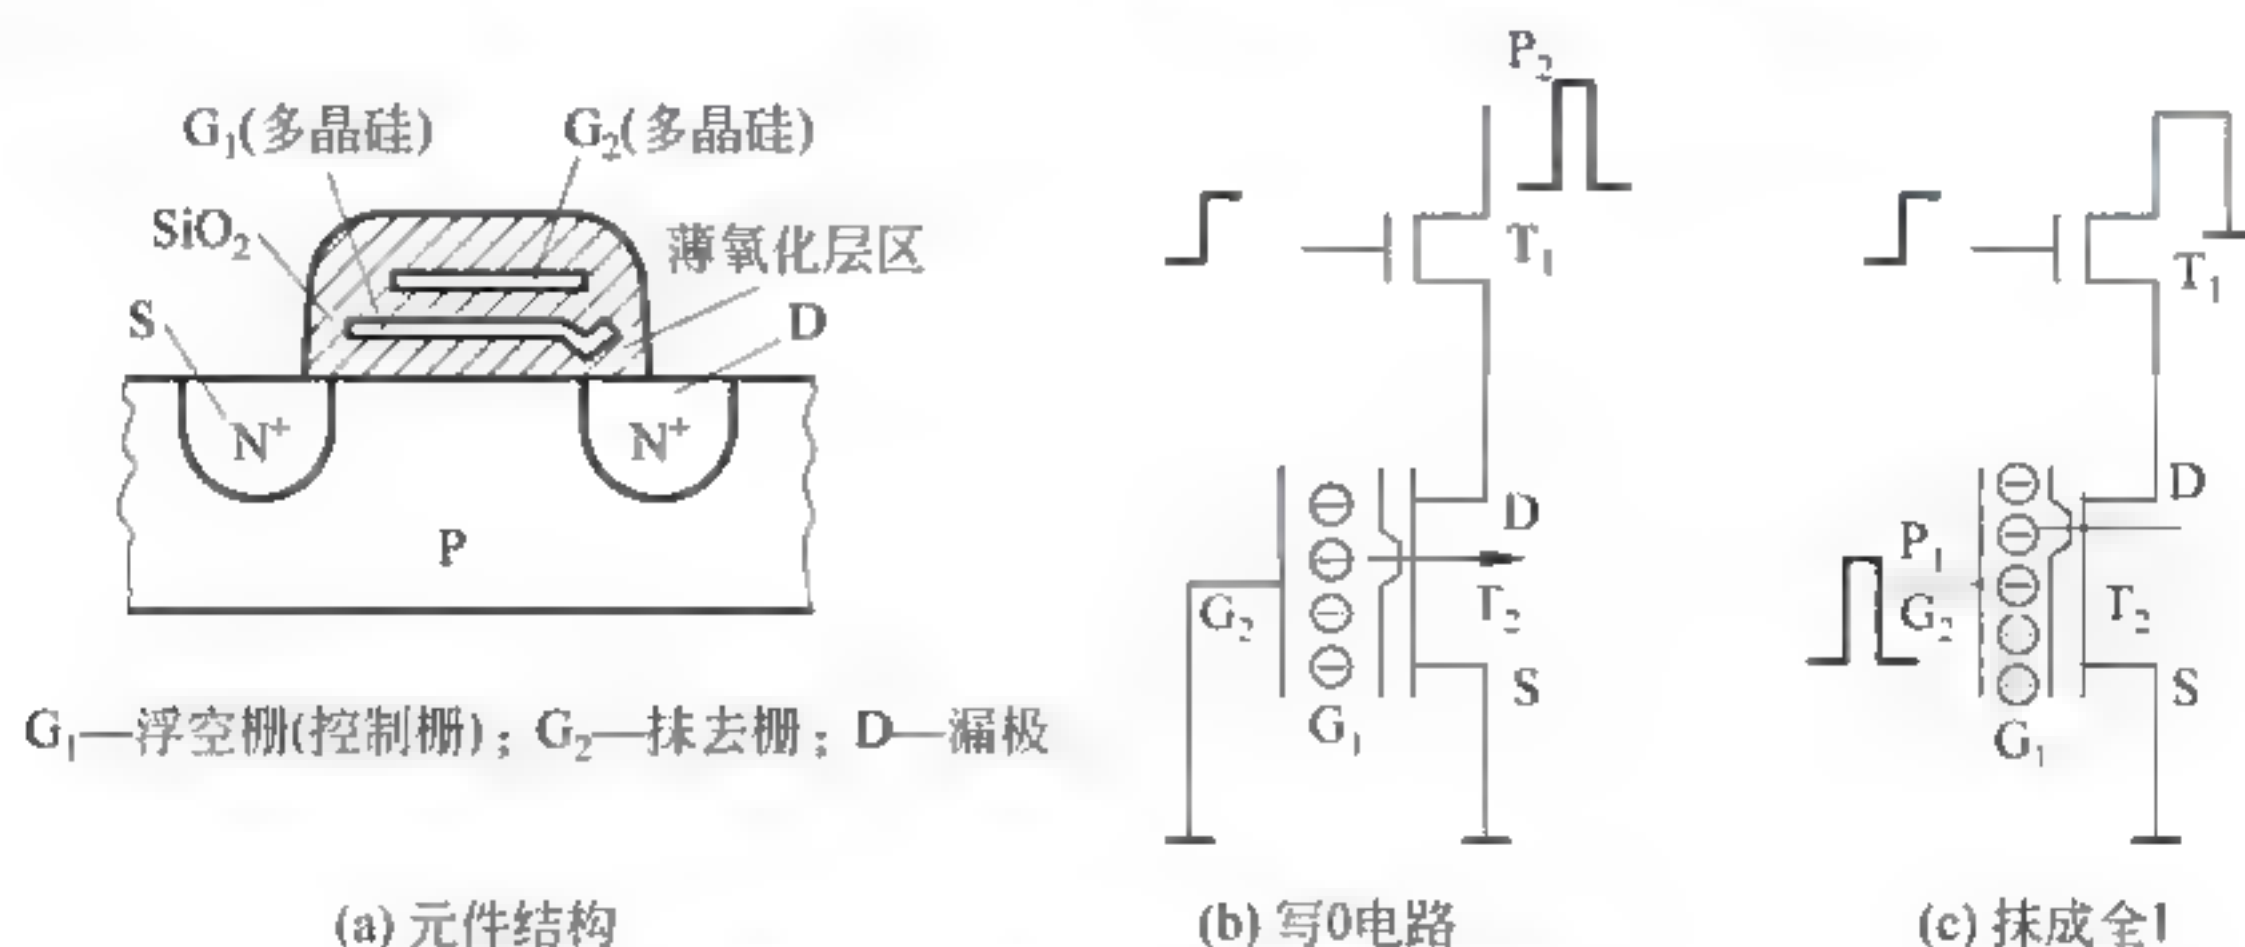 G₁(多晶硅) G₂(多晶硅)
SiO₂
薄氧化层区
S
D
N⁺ N⁺
P
G₁—浮空栅(控制栅)；G₂—抹去栅；D—漏极
(a) 元件结构
P₂
T₁
D
G₂
T₂
S
G₁
(b) 写0电路
T₁
D
P₁
G₂
T₂
S
G₁
(c) 抹成全1